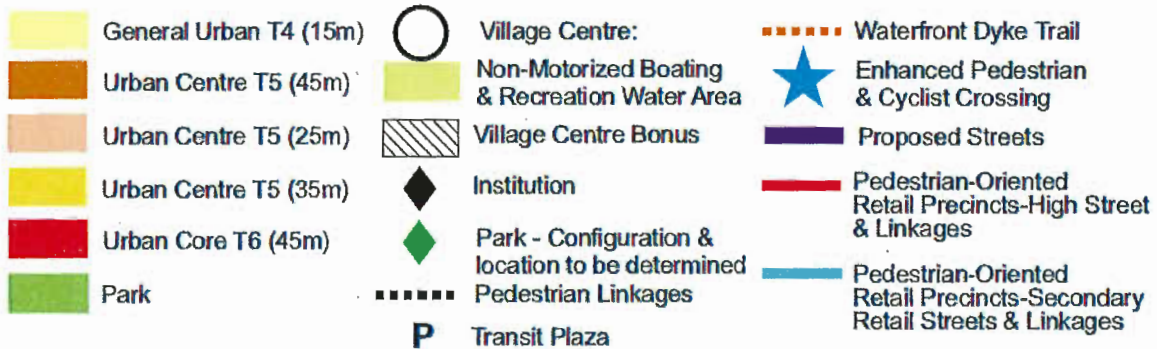 General Urban T4 (15m)
Urban Centre T5 (45m)
Urban Centre T5 (25m)
Urban Centre T5 (35m)
Urban Core T6 (45m)
Park
Village Centre:
Non-Motorized Boating
& Recreation Water Area
Village Centre Bonus
Institution
Park - Configuration &
location to be determined
Pedestrian Linkages
P Transit Plaza
Waterfront Dyke Trail
Enhanced Pedestrian
& Cyclist Crossing
Proposed Streets
Pedestrian-Oriented
Retail Precincts-High Street
& Linkages
Pedestrian-Oriented
Retail Precincts-Secondary
Retail Streets & Linkages